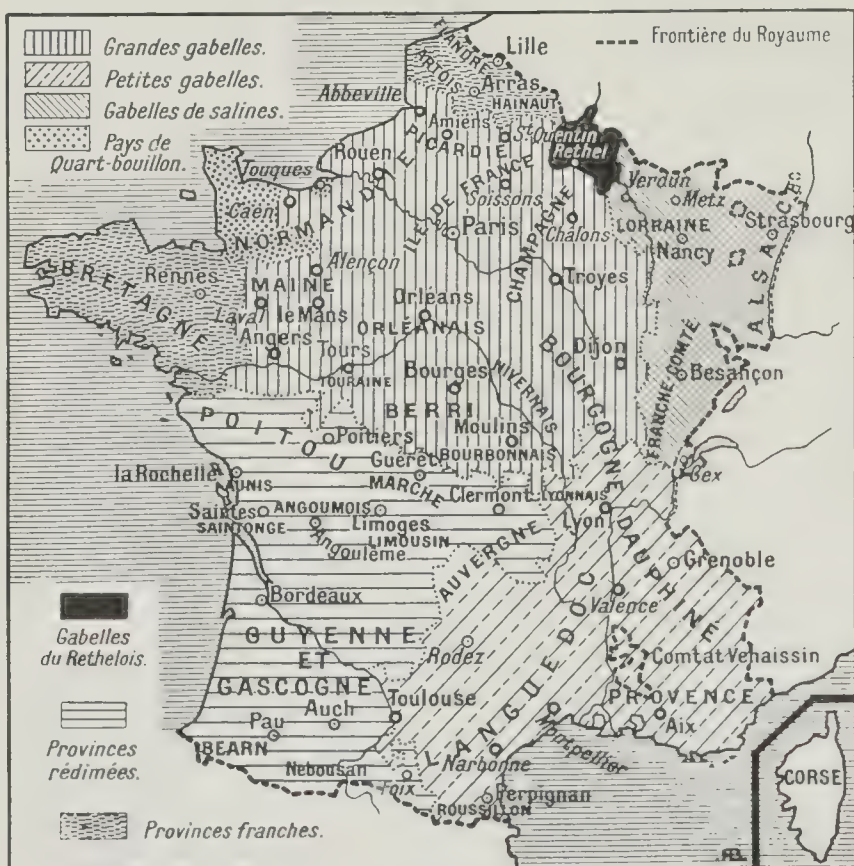 Grandes gabelles.
Petites gabelles.
Gabelles de salines.
Pays de
Quart-bouillon.
Frontière du Royaume
FLANDRE
Lille
ARTOIS
Arras
HAINAUT
Abbeville
Amiens
PICARDIE
St Quentin
Rethel
Touques
Rouen
Caen
NORMANDIE
ILE DE FRANCE
Soissons
Verdun
Metz
LORRAINE
Nancy
Strasbourg
ALSACE
Paris
CHAMPAGNE
Châlons
Troyes
BRETAGNE
Rennes
Alençon
MAINE
Laval
le Mans
Angers
Orléans
ORLÉANAIS
Tours
TOURAINE
Bourges
BERRI
NIVERNAIS
BOURGOGNE
Dijon
FRANCHE COMTÉ
Besançon
Moulins
BOURBONNAIS
POITOU
Poitiers
la Rochelle
AUNIS
Guéret
MARCHE
Clermont
LYONNAIS
Lyon
Gex
Saintes
SAINTONGE
ANGOUMOIS
Angoulême
Limoges
LIMOUSIN
AUVERGNE
DAUPHINÉ
Grenoble
Valence
Bordeaux
GUYENNE
ET
GASCOGNE
Rodez
LANGUEDOC
Comtat Venaissin
PROVENCE
Aix
Auch
Toulouse
Pau
BÉARN
Nebousan
Foix
Montpellier
Narbonne
Perpignan
ROUSSILLON
CORSE
Gabelles
du Rethelois.
Provinces
rédimées.
Provinces franches.